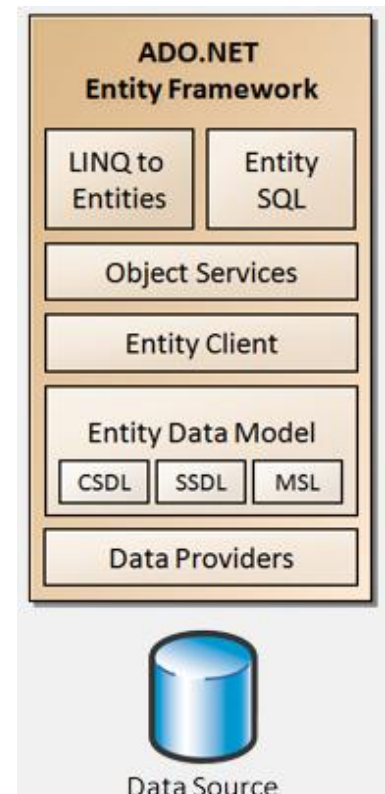 ADO.NET
Entity Framework
LINQ to
Entities
Entity
SQL
Object Services
Entity Client
Entity Data Model
CSDL
SSDL
MSL
Data Providers
Data Source